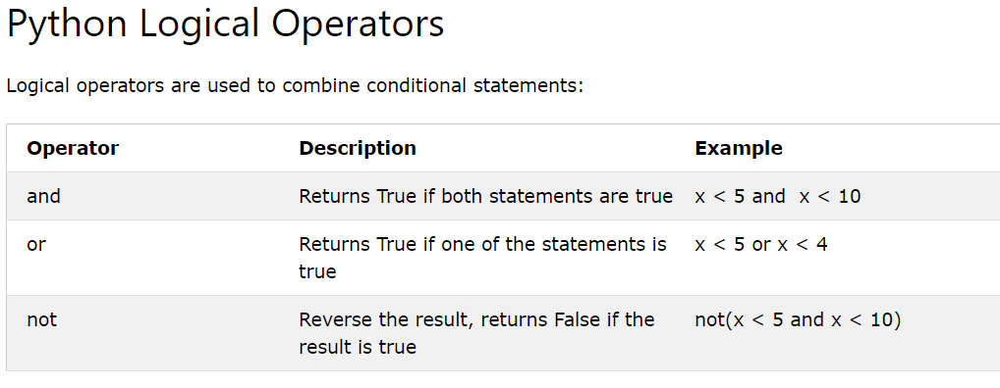 Python Logical Operators
Logical operators are used to combine conditional statements:
Operator Description Example
and Returns True if both statements are true x < 5 and  x < 10
or Returns True if one of the statements is x < 5 or x < 4
true
not Reverse the result, returns False if the not(x < 5 and x < 10)
result is true